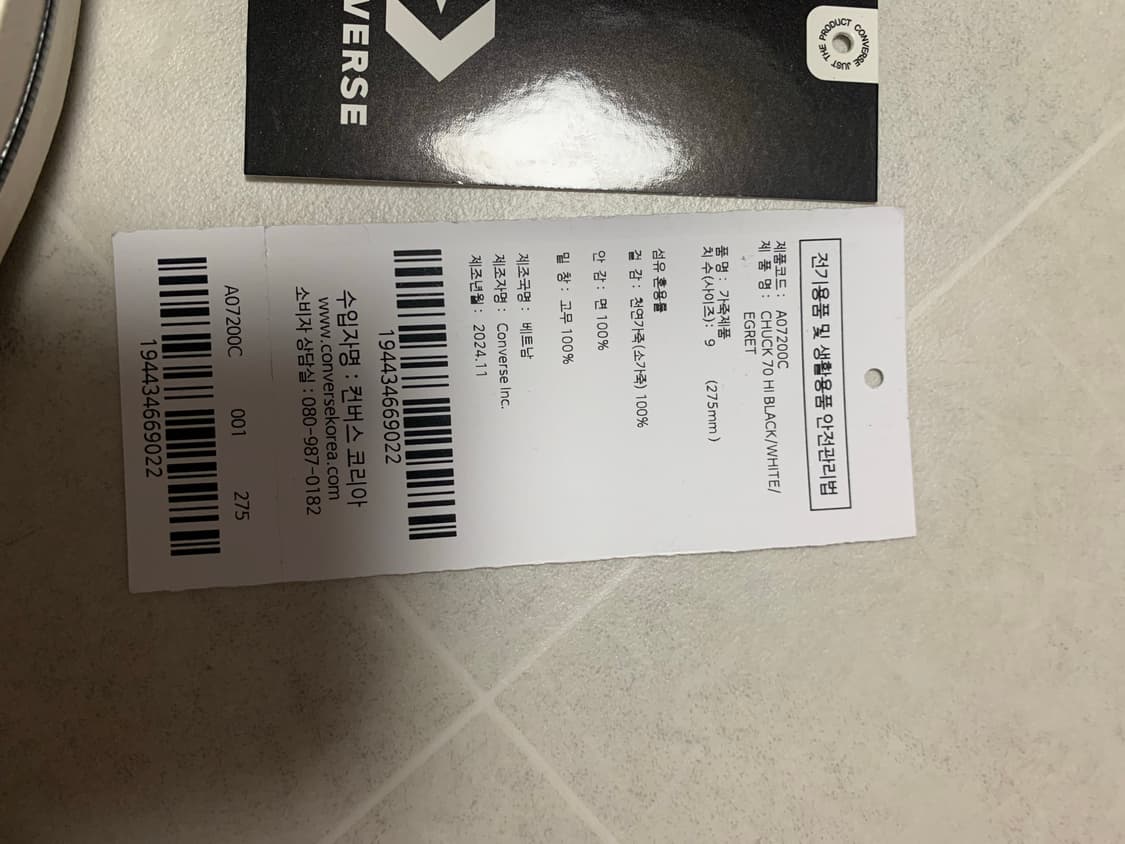 VERSE
JUST THE PRODUCT CONVERSE
전기용품 및 생활용품 안전관리법
제품코드 : A07200C
제 품 명 : CHUCK 70 HI BLACK/WHITE/
EGRET
품명 : 가죽제품
치수(사이즈): 9 (275mm)
섬유 혼용률
겉 감 : 천연가죽(소가죽) 100%
안 감 : 면 100%
밑 창 : 고무 100%
제조국명 : 베트남
제조자명 : Converse Inc.
제조년월 : 2024.11
194434669022
수입자명 : 컨버스 코리아
www.conversekorea.com
소비자 상담실 : 080-987-0182
A07200C 001 275
194434669022